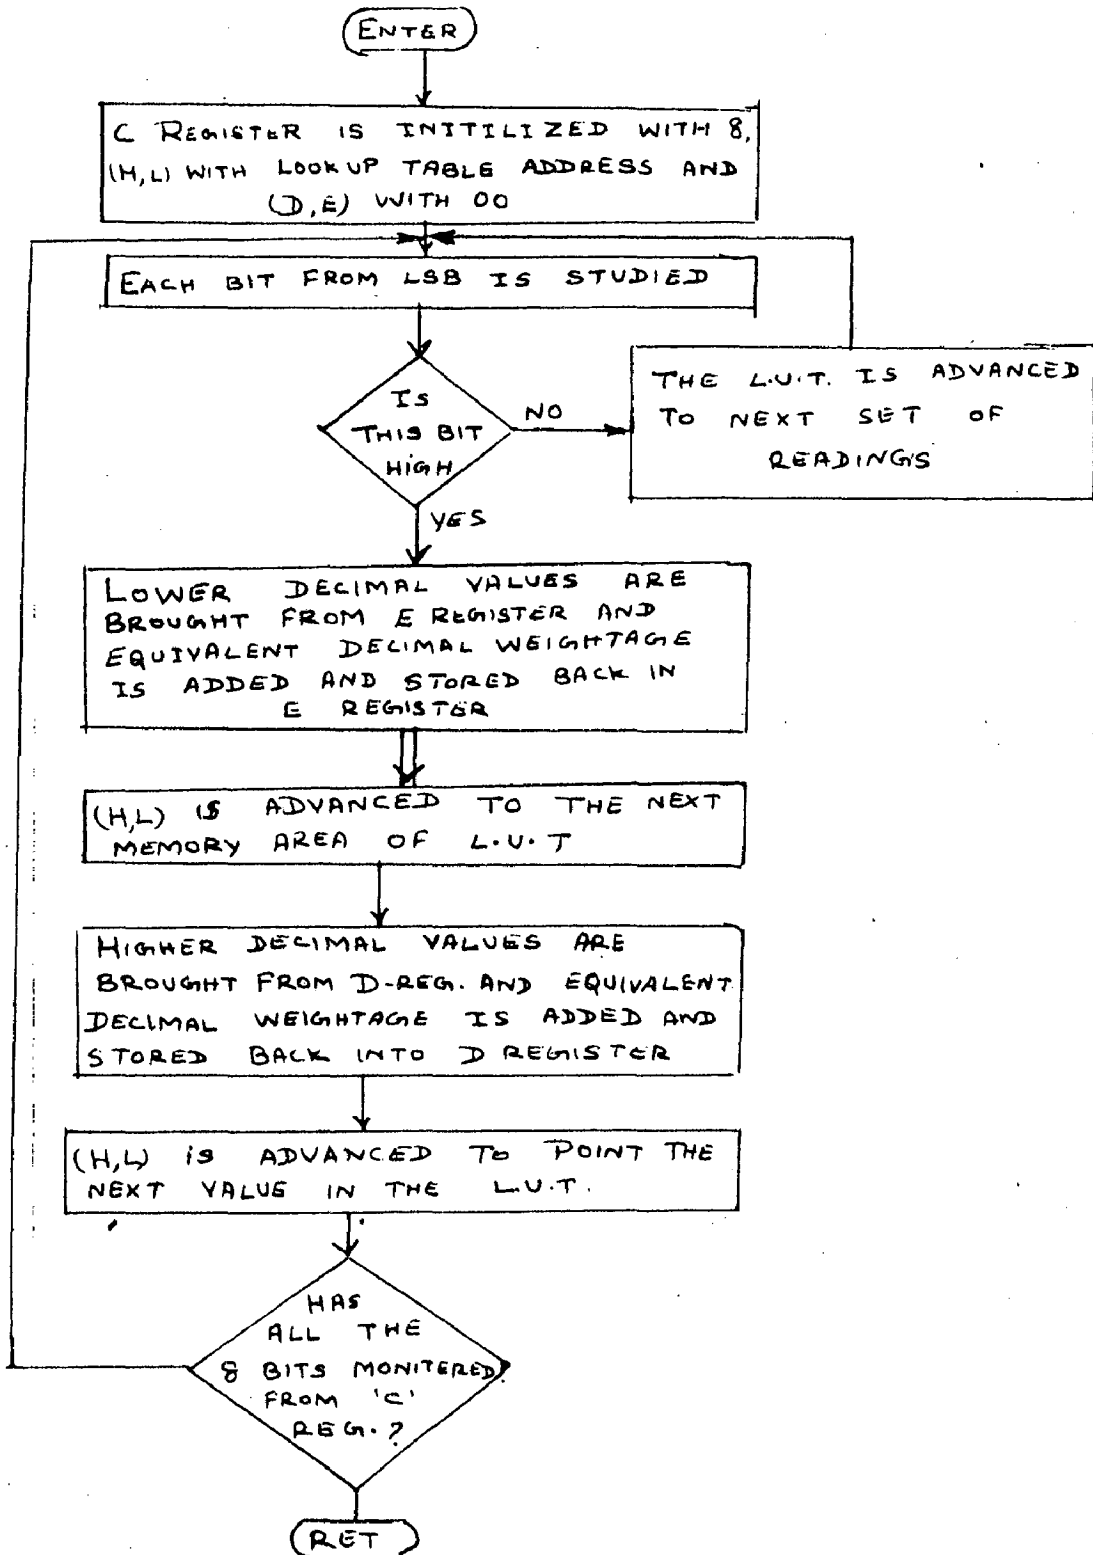 ENTER
C REGISTER IS INITILIZED WITH 8,
(H,L) WITH LOOKUP TABLE ADDRESS AND
(D,E) WITH 00
EACH BIT FROM LSB IS STUDIED
IS
THIS BIT
HIGH
NO
THE L.U.T. IS ADVANCED
TO NEXT SET OF
READINGS
YES
LOWER DECIMAL VALUES ARE
BROUGHT FROM E REGISTER AND
EQUIVALENT DECIMAL WEIGHTAGE
IS ADDED AND STORED BACK IN
E REGISTER
(H,L) IS ADVANCED TO THE NEXT
MEMORY AREA OF L.U.T
HIGHER DECIMAL VALUES ARE
BROUGHT FROM D-REG. AND EQUIVALENT
DECIMAL WEIGHTAGE IS ADDED AND
STORED BACK INTO D REGISTER
(H,L) IS ADVANCED TO POINT THE
NEXT VALUE IN THE L.U.T.
HAS
ALL THE
8 BITS MONITERED
FROM 'C'
REG.?
RET